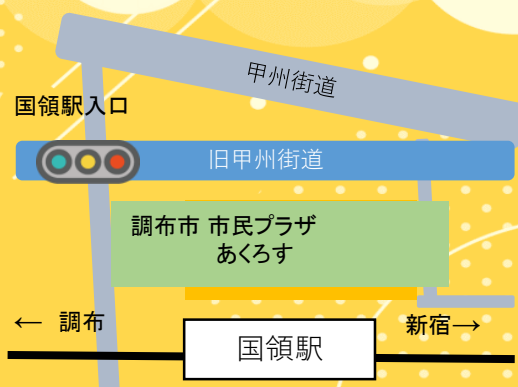 甲州街道
国領駅入口
旧甲州街道
調布市 市民プラザ
あくろす
← 調布
新宿→
国領駅